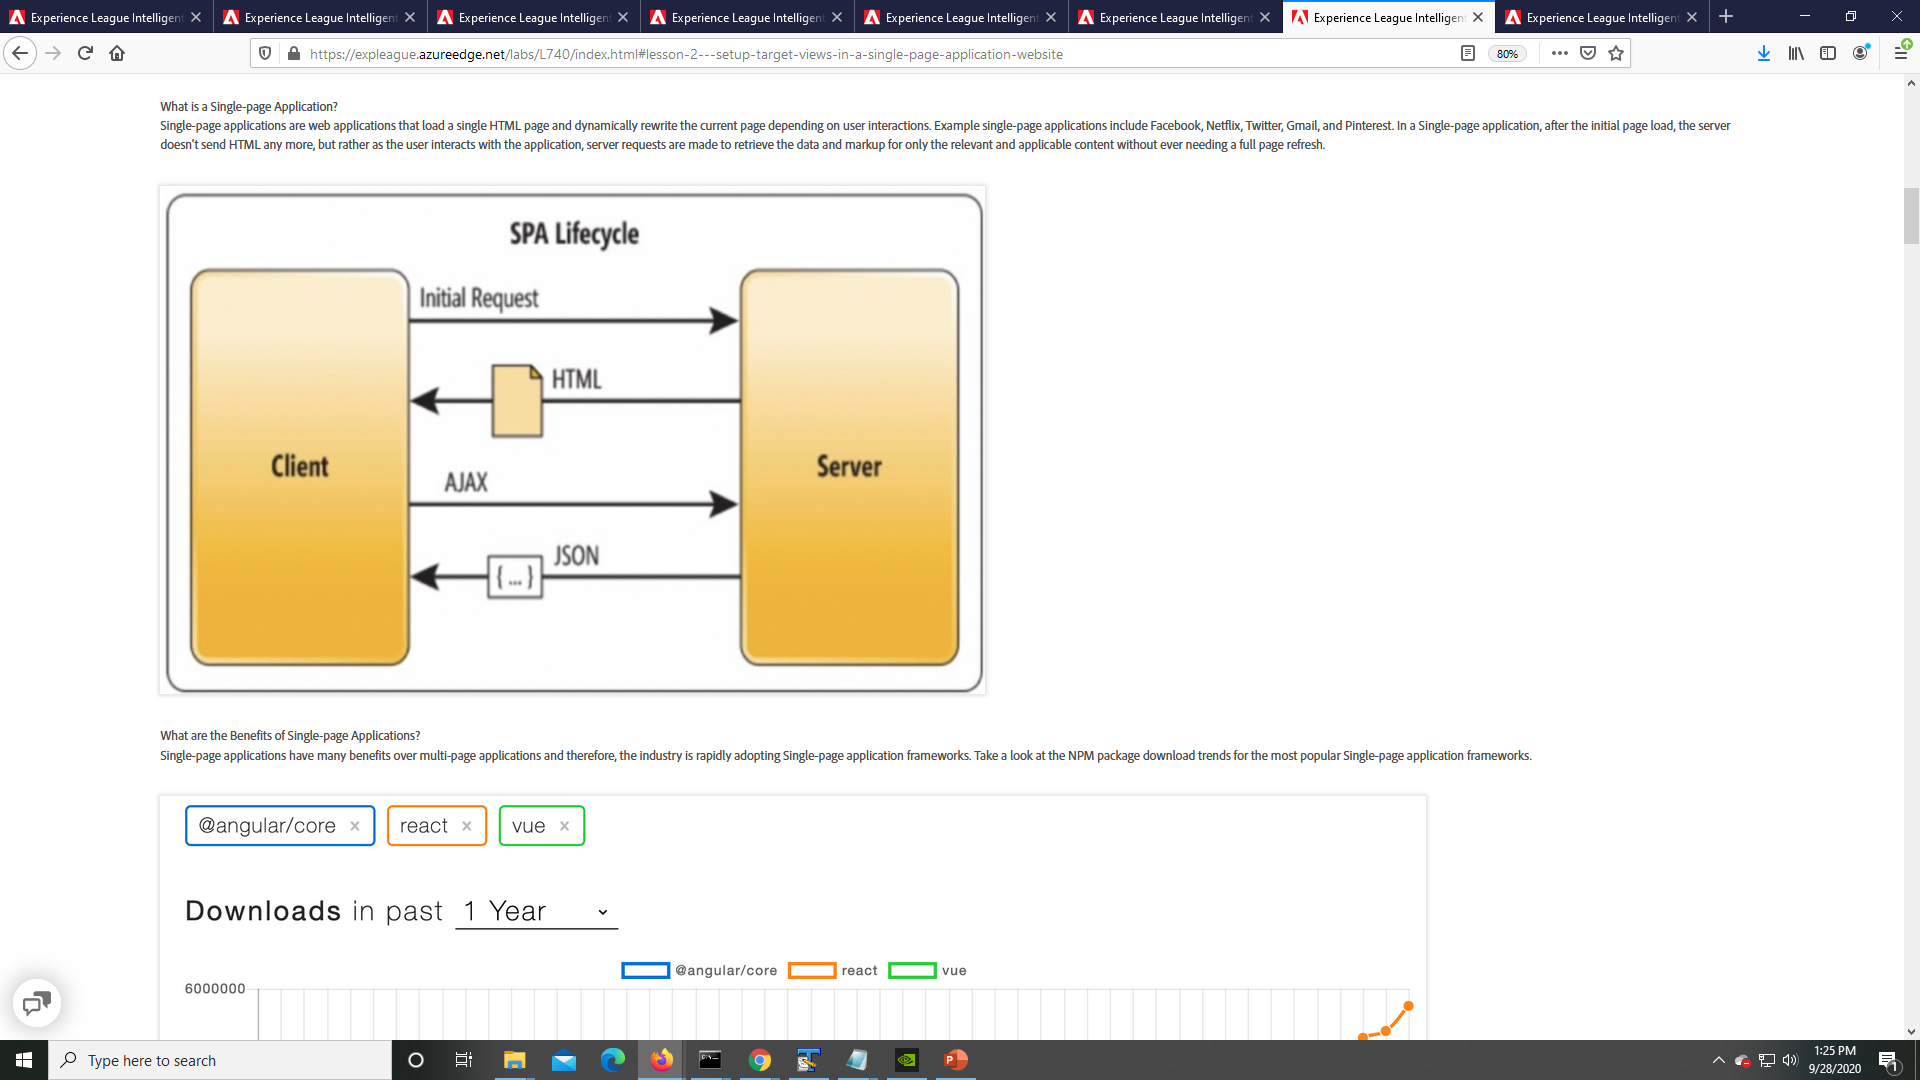 Experience League Intelligent
Experience League Intelligent
Experience League Intelligent
Experience League Intelligent
Experience League Intelligent
Experience League Intelligent
Experience League Intelligent
Experience League Intelligent
https://expleague.azureedge.net/labs/L740/index.html#lesson-2---setup-target-views-in-a-single-page-application-website
80%
What is a Single-page Application?
Single-page applications are web applications that load a single HTML page and dynamically rewrite the current page depending on user interactions. Example single-page applications include Facebook, Netflix, Twitter, Gmail, and Pinterest. In a Single-page application, after the initial page load, the server
doesn't send HTML any more, but rather as the user interacts with the application, server requests are made to retrieve the data and markup for only the relevant and applicable content without ever needing a full page refresh.
SPA Lifecycle
Initial Request
HTML
Client
Server
AJAX
JSON
{ ... }
What are the Benefits of Single-page Applications?
Single-page applications have many benefits over multi-page applications and therefore, the industry is rapidly adopting Single-page application frameworks. Take a look at the NPM package download trends for the most popular Single-page application frameworks.
@angular/core x react x vue x
Downloads in past 1 Year
@angular/core react vue
6000000
Type here to search
1:25 PM
9/28/2020
1